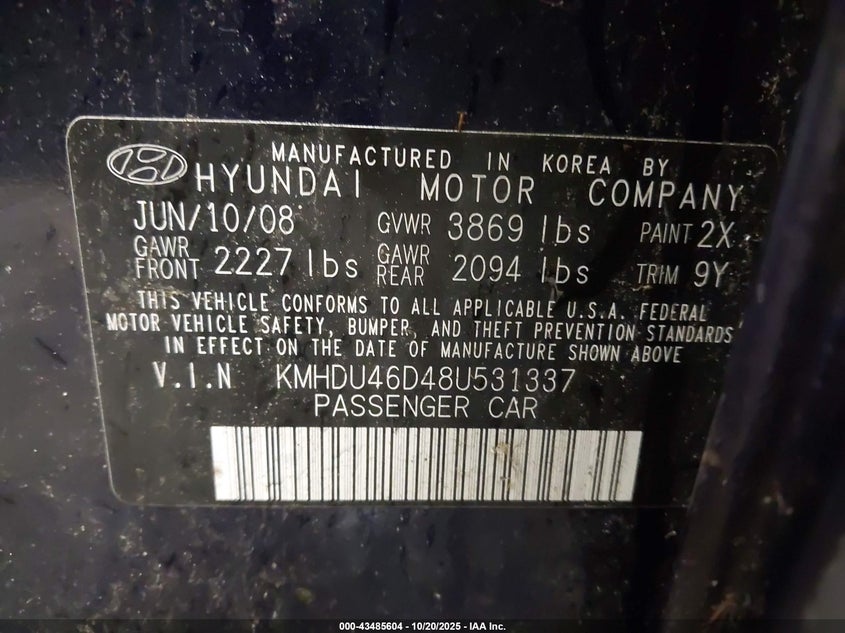 MANUFACTURED IN KOREA BY
HYUNDAI MOTOR COMPANY
JUN/10/08 GVWR 3869 lbs PAINT 2X
GAWR FRONT 2227 lbs GAWR REAR 2094 lbs TRIM 9Y
THIS VEHICLE CONFORMS TO ALL APPLICABLE U.S.A. FEDERAL
MOTOR VEHICLE SAFETY, BUMPER, AND THEFT PREVENTION STANDARDS
IN EFFECT ON THE DATE OF MANUFACTURE SHOWN ABOVE
V.I.N KMHDU46D48U531337
PASSENGER CAR
000-43485604 - 10/20/2025 - IAA Inc.